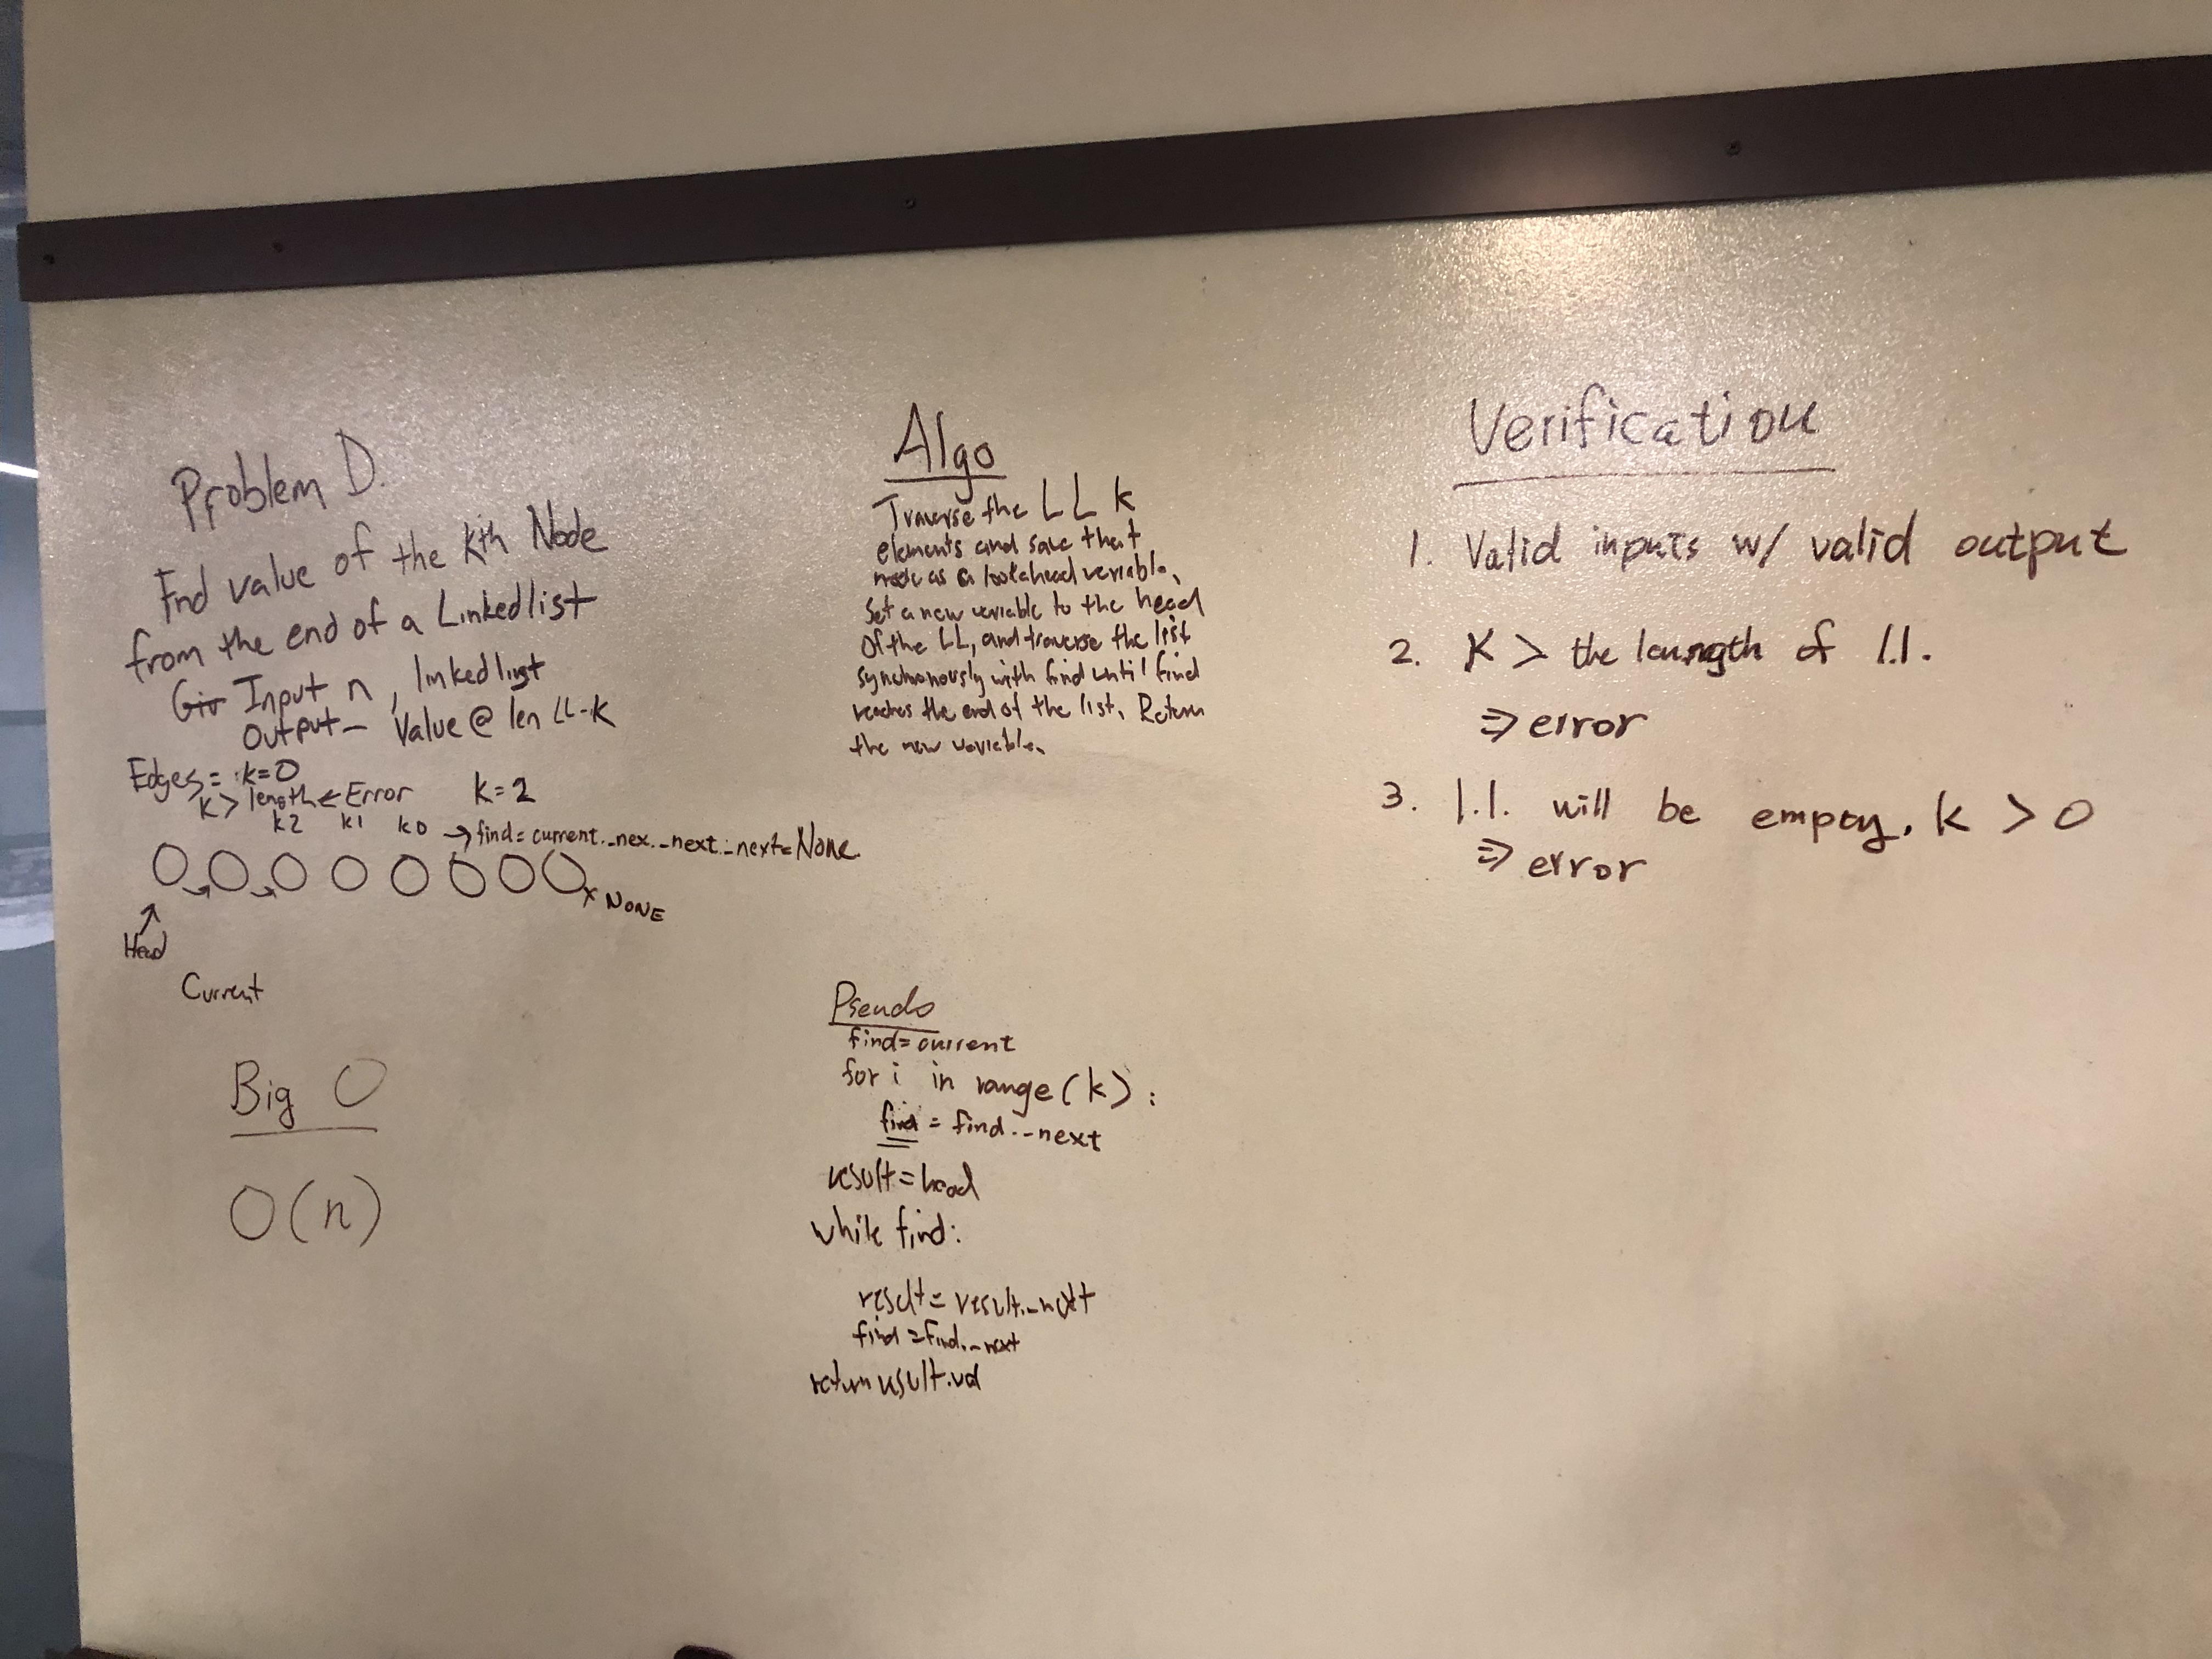 Problem D.
Find value of the kth Node
from the end of a Linkedlist
Giv Input n, linked list
Output - Value @ len LL-k
Edges = k=0
k > length ← Error k=2
k2 k1 k0 → find = current._nex._next._next = None.
x NONE
Head
Current
Big O
O(n)
Algo
Traverse the LL k
elements and save that
node as a lookahead variable.
Set a new variable to the head
of the LL, and traverse the list
synchronously with find until find
reaches the end of the list. Return
the new variable.
Pseudo
find = current
for i in range(k):
find = find._next
result = head
while find:
result = result._next
find = find._next
return result.val
Verification
1. Valid inputs w/ valid output
2. K > the length of l.l.
⇒ error
3. l.l. will be empty, k > 0
⇒ error